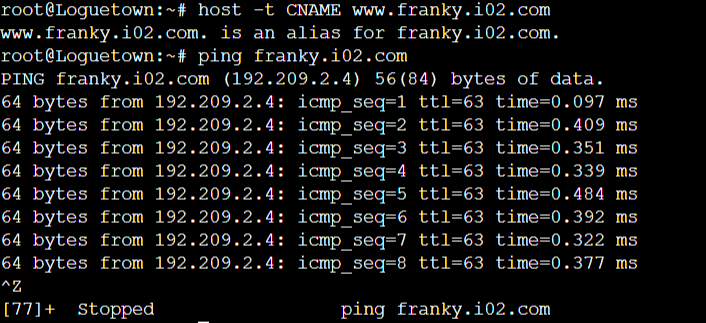 root@Loguetown:~# host -t CNAME www.franky.i02.com
www.franky.i02.com. is an alias for franky.i02.com.
root@Loguetown:~# ping franky.i02.com
PING franky.i02.com (192.209.2.4) 56(84) bytes of data.
64 bytes from 192.209.2.4: icmp_seq=1 ttl=63 time=0.097 ms
64 bytes from 192.209.2.4: icmp_seq=2 ttl=63 time=0.409 ms
64 bytes from 192.209.2.4: icmp_seq=3 ttl=63 time=0.351 ms
64 bytes from 192.209.2.4: icmp_seq=4 ttl=63 time=0.339 ms
64 bytes from 192.209.2.4: icmp_seq=5 ttl=63 time=0.484 ms
64 bytes from 192.209.2.4: icmp_seq=6 ttl=63 time=0.392 ms
64 bytes from 192.209.2.4: icmp_seq=7 ttl=63 time=0.322 ms
64 bytes from 192.209.2.4: icmp_seq=8 ttl=63 time=0.377 ms
^Z
[77]+  Stopped                 ping franky.i02.com